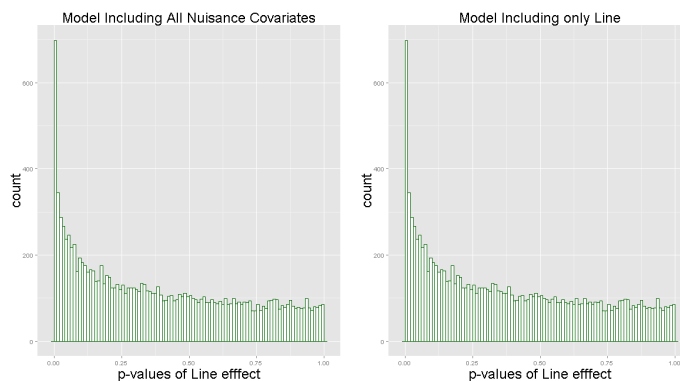 Model Including All Nuisance Covariates
Model Including only Line
count
600
400
200
0
0.00 0.25 0.50 0.75 1.00
p-values of Line efffect
count
600
400
200
0
0.00 0.25 0.50 0.75 1.00
p-values of Line efffect